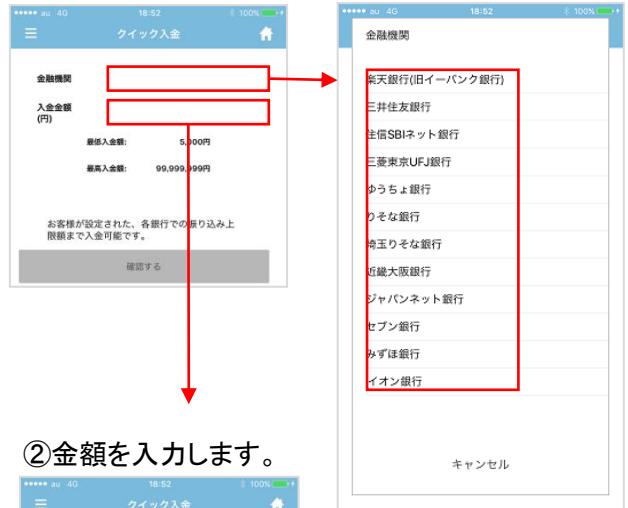 au 4G 18:52 100%
クイック入金
金融機関
入金金額
(円)
最低入金額: 5,000円
最高入金額: 99,999,999円
お客様が設定された、各銀行での振り込み上
限額まで入金可能です。
確認する
au 4G 18:52 100%
金融機関
楽天銀行(旧イーバンク銀行)
三井住友銀行
住信SBIネット銀行
三菱東京UFJ銀行
ゆうちょ銀行
りそな銀行
埼玉りそな銀行
近畿大阪銀行
ジャパンネット銀行
セブン銀行
みずほ銀行
イオン銀行
キャンセル
②金額を入力します。
au 4G 18:52 100%
クイック入金